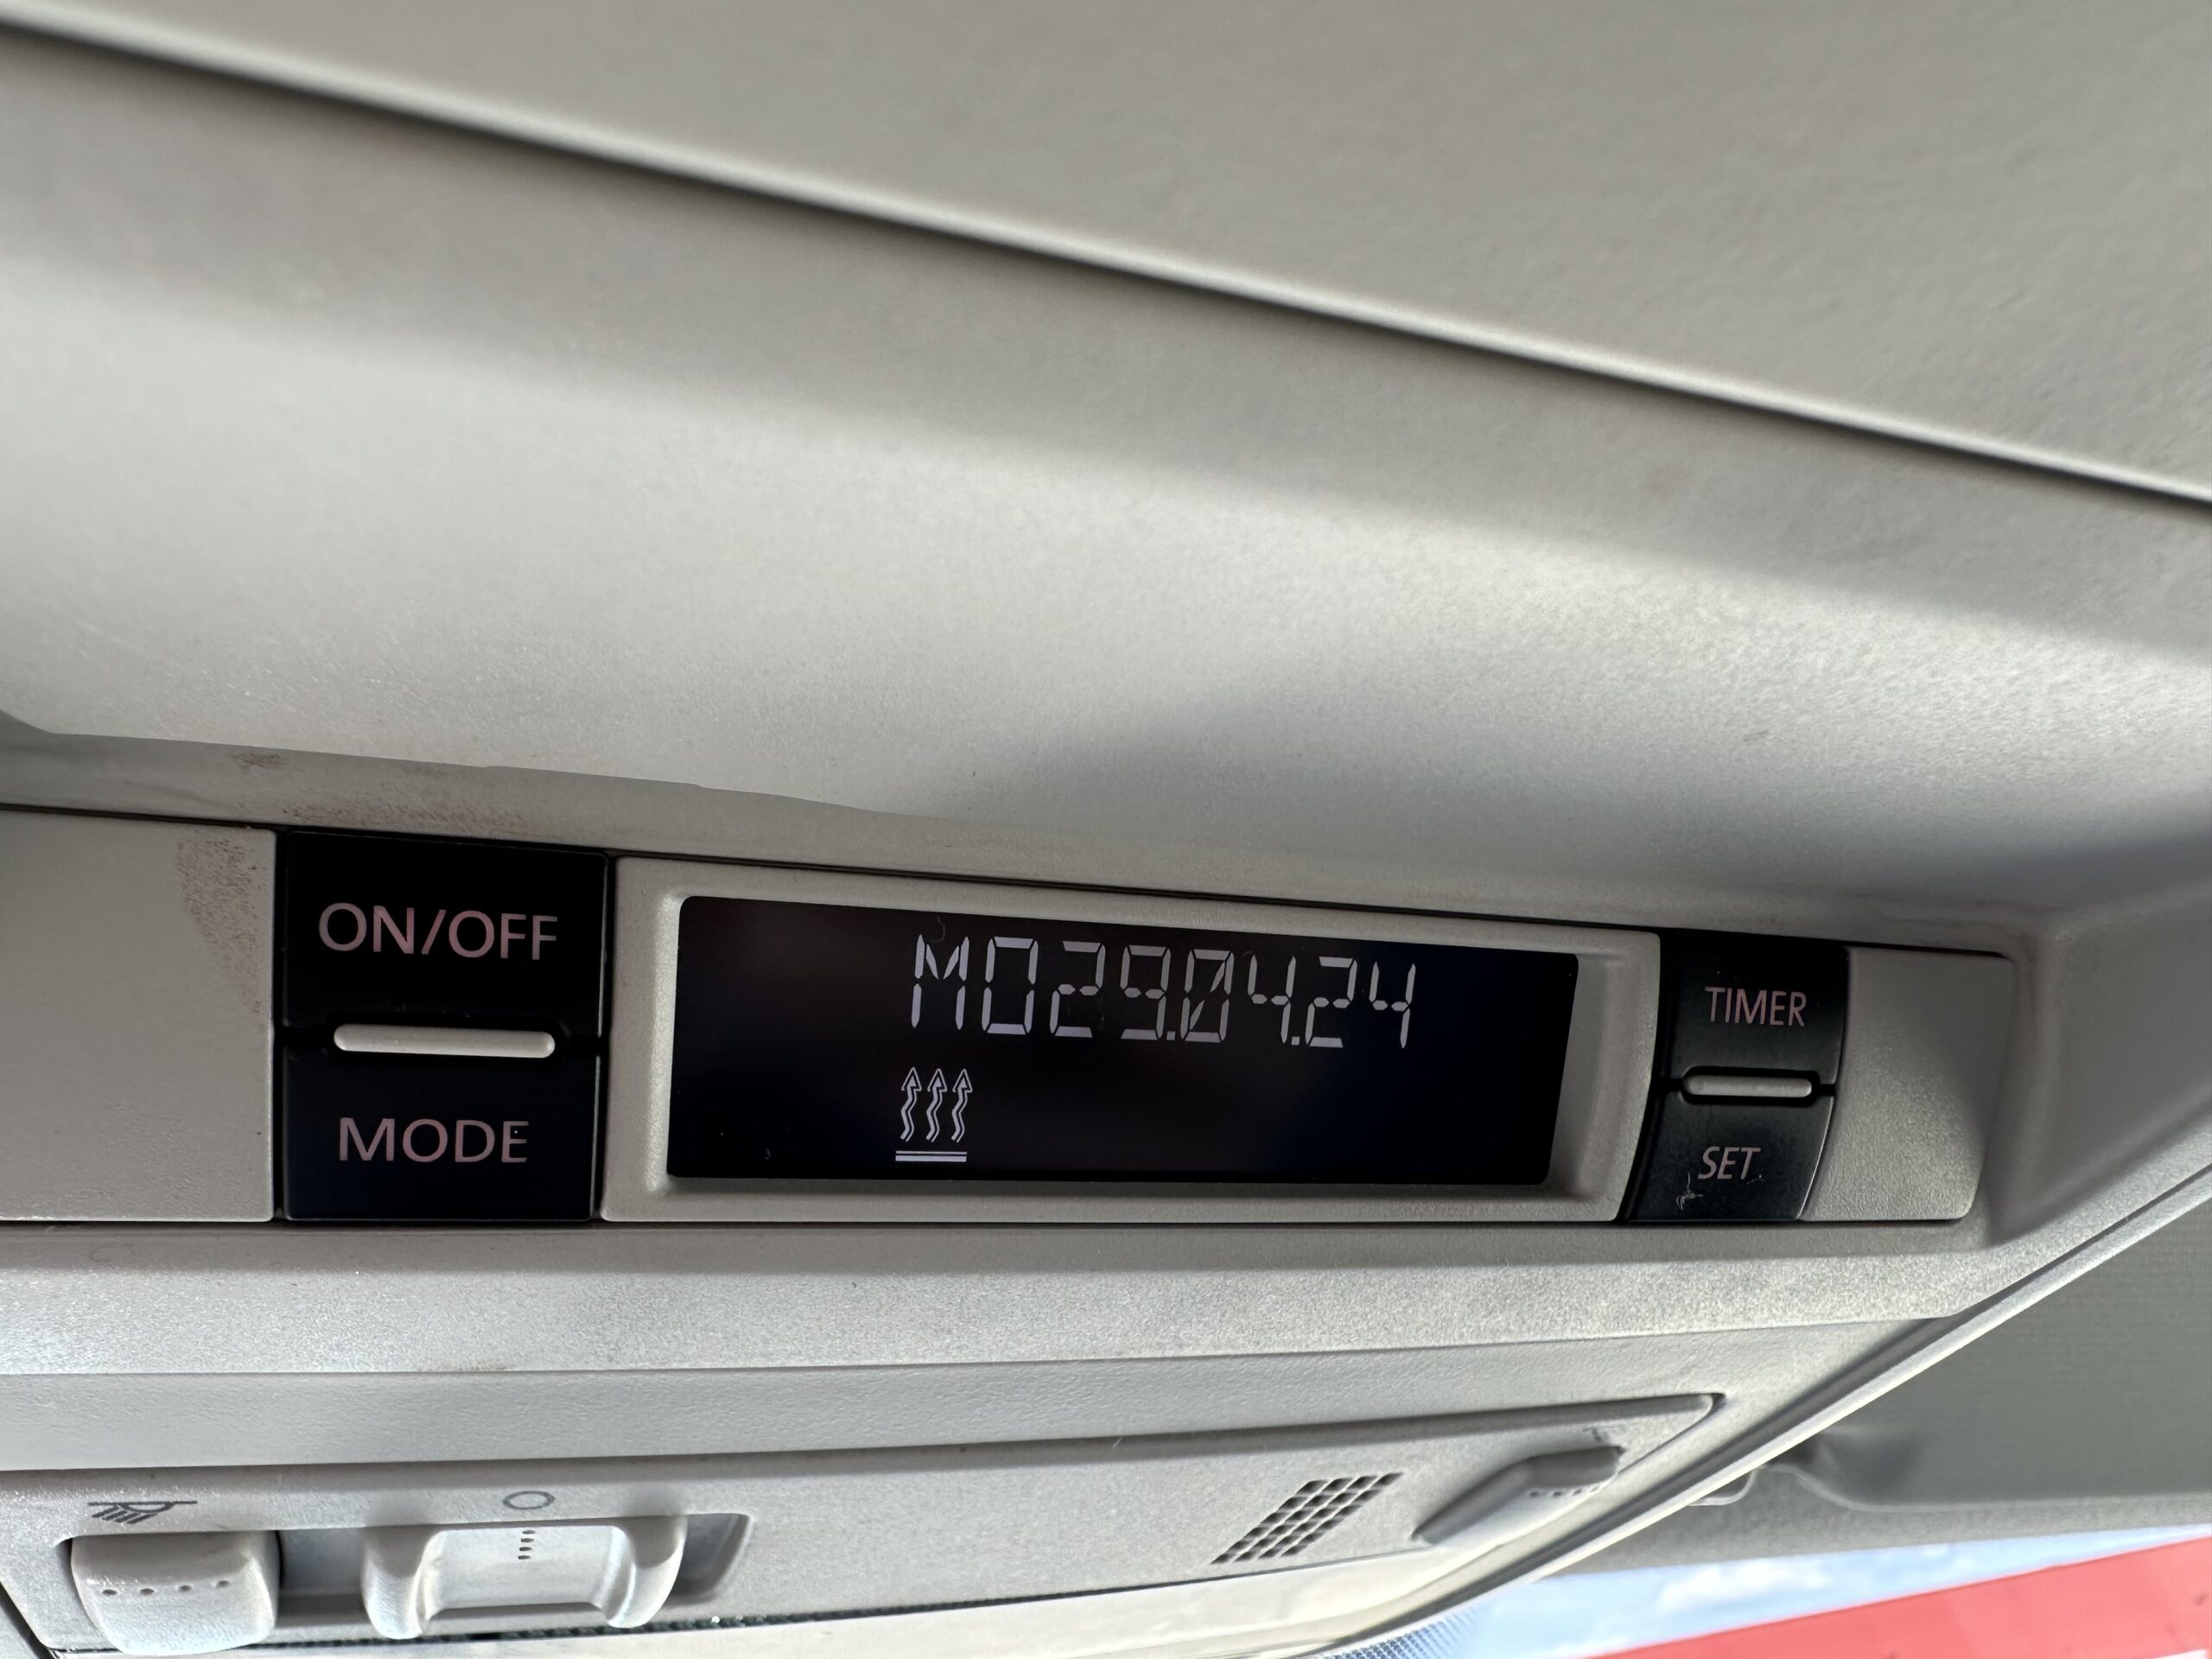 ON/OFF
MODE
MO29.04.24
TIMER
SET